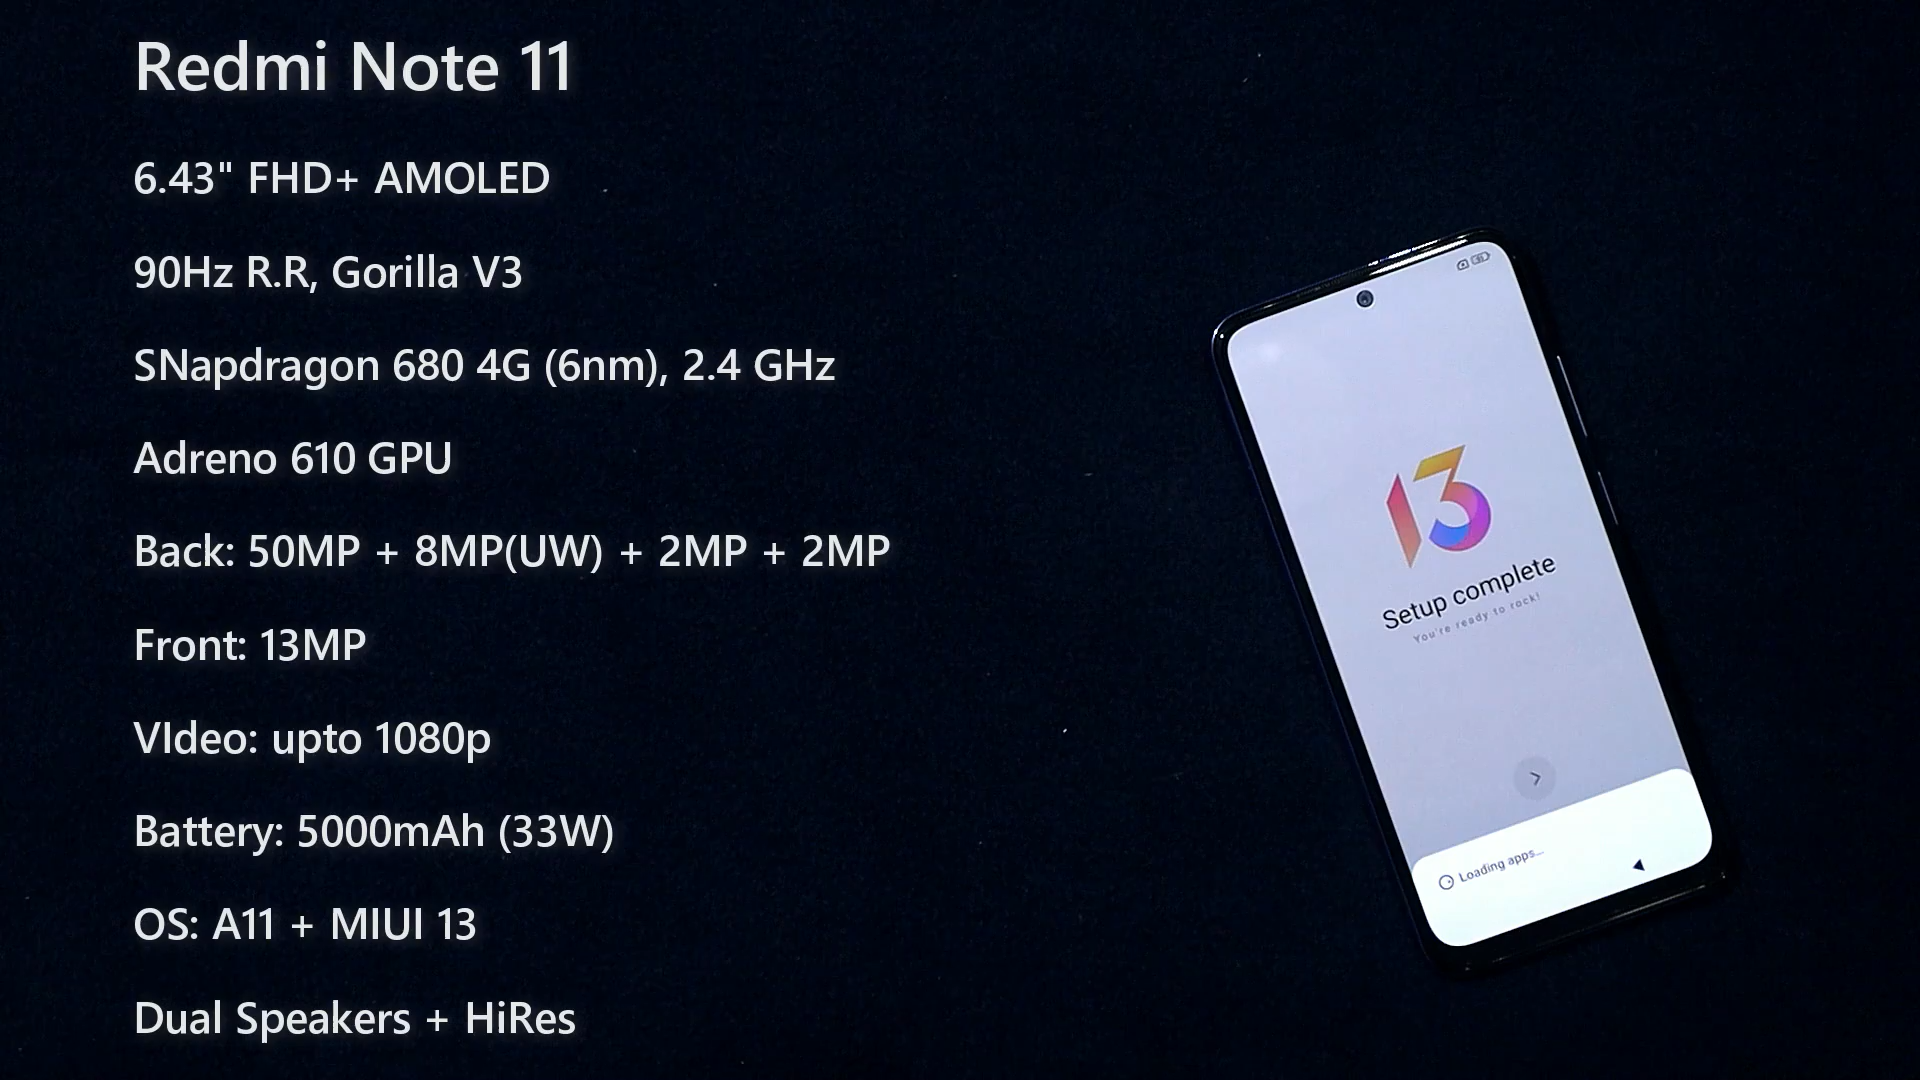 Redmi Note 11
6.43" FHD+ AMOLED
90Hz R.R, Gorilla V3
SNapdragon 680 4G (6nm), 2.4 GHz
Adreno 610 GPU
Back: 50MP + 8MP(UW) + 2MP + 2MP
Front: 13MP
VIdeo: upto 1080p
Battery: 5000mAh (33W)
OS: A11 + MIUI 13
Dual Speakers + HiRes
13
Setup complete
You're ready to rock!
Loading apps...